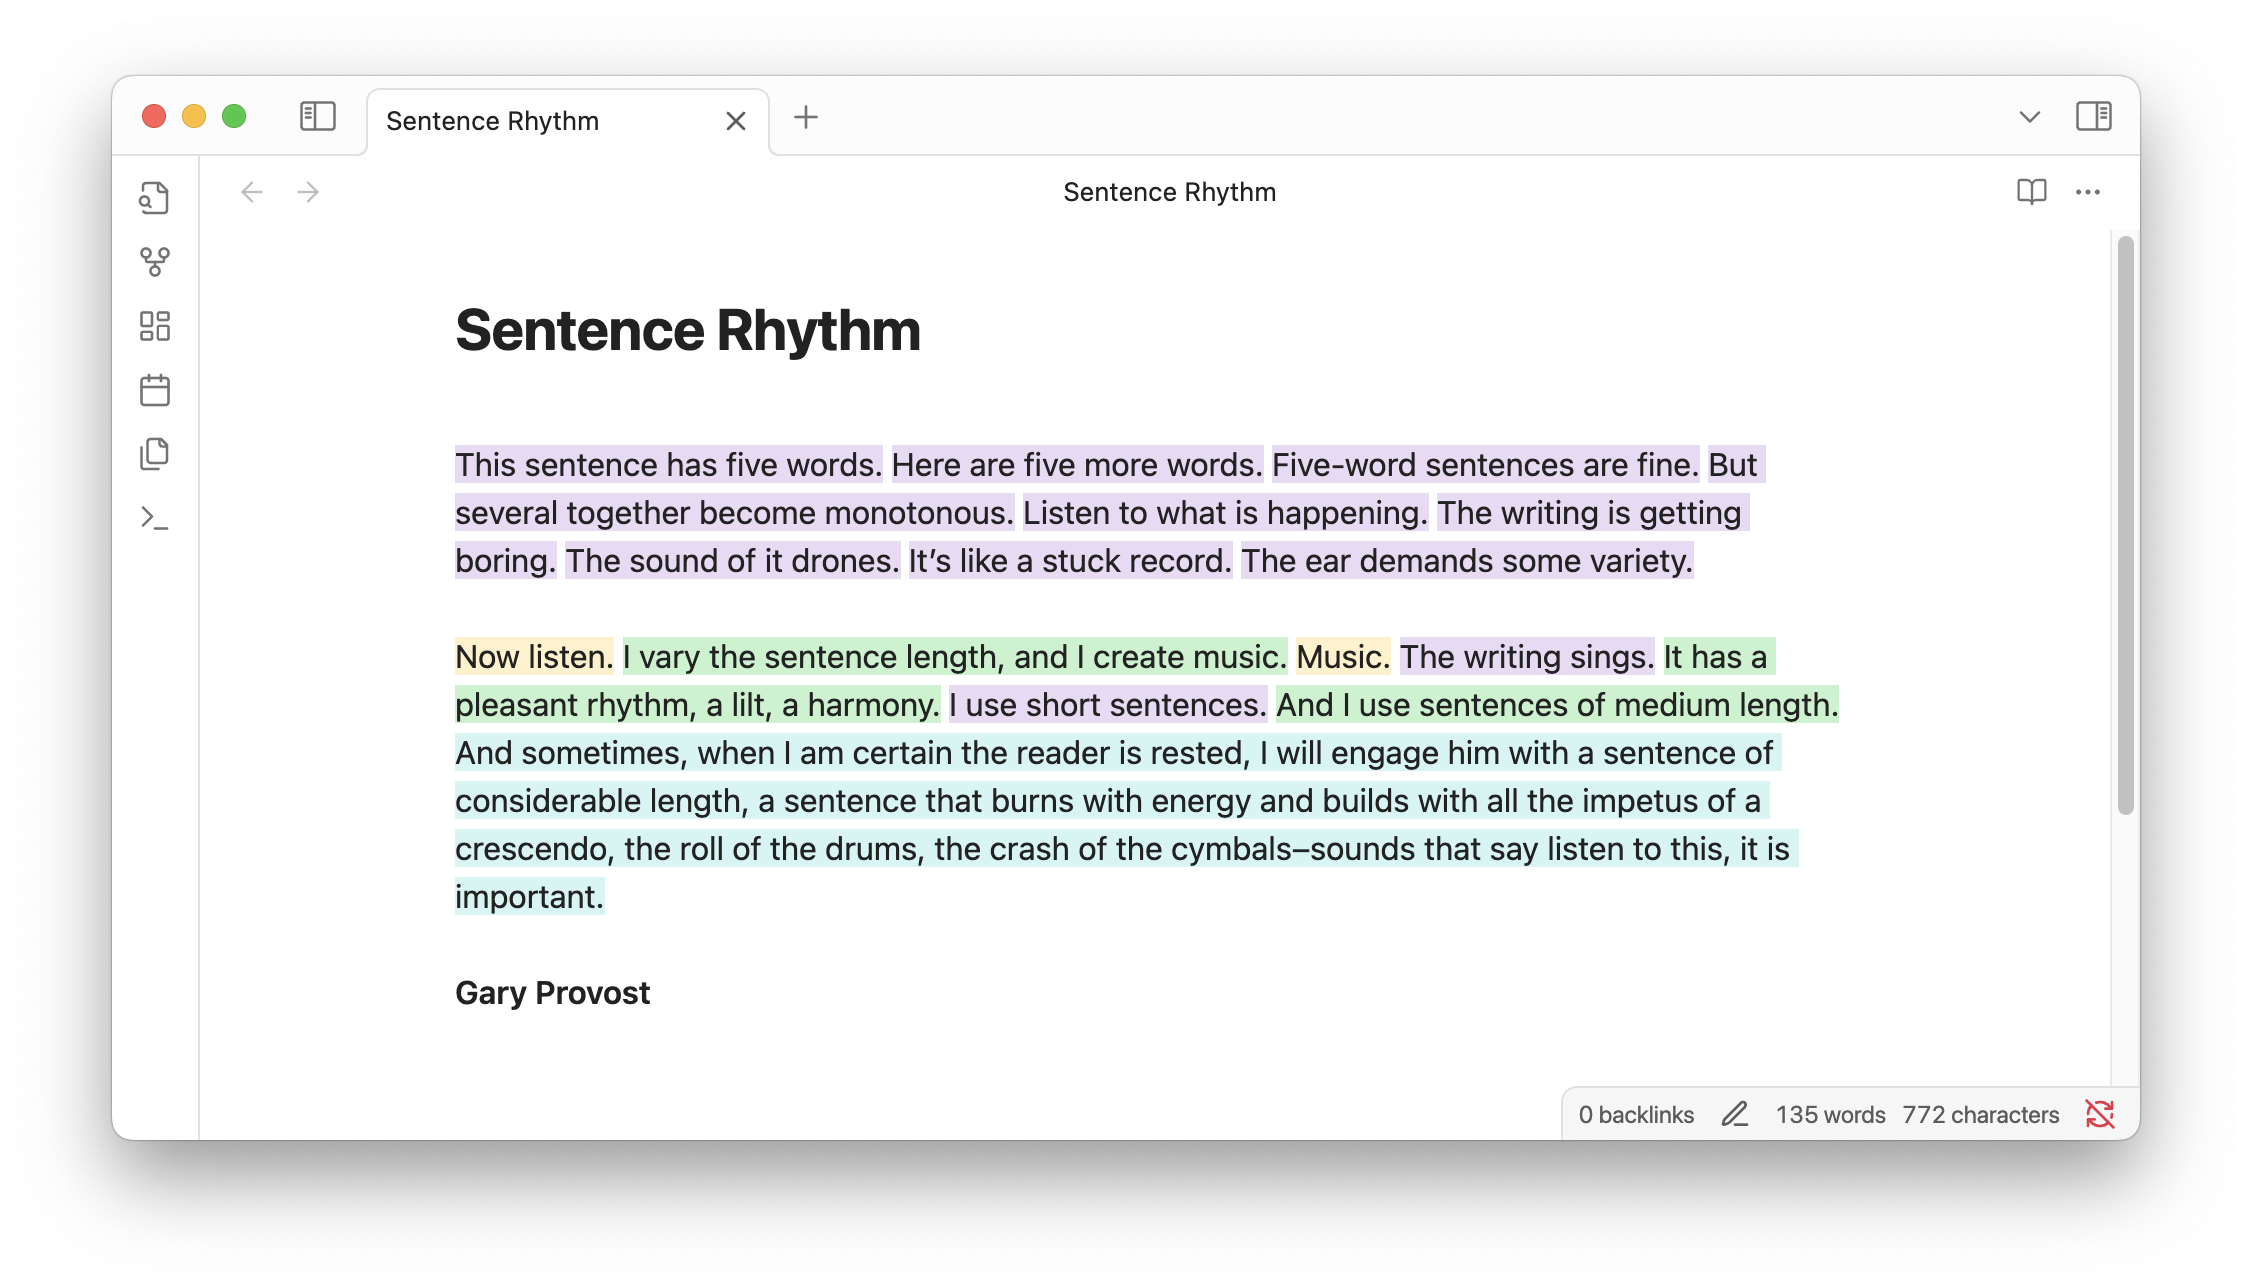 Sentence Rhythm
Sentence Rhythm
Sentence Rhythm
This sentence has five words. Here are five more words. Five-word sentences are fine. But
several together become monotonous. Listen to what is happening. The writing is getting
boring. The sound of it drones. It’s like a stuck record. The ear demands some variety.
Now listen. I vary the sentence length, and I create music. Music. The writing sings. It has a
pleasant rhythm, a lilt, a harmony. I use short sentences. And I use sentences of medium length.
And sometimes, when I am certain the reader is rested, I will engage him with a sentence of
considerable length, a sentence that burns with energy and builds with all the impetus of a
crescendo, the roll of the drums, the crash of the cymbals–sounds that say listen to this, it is
important.
Gary Provost
0 backlinks 135 words 772 characters